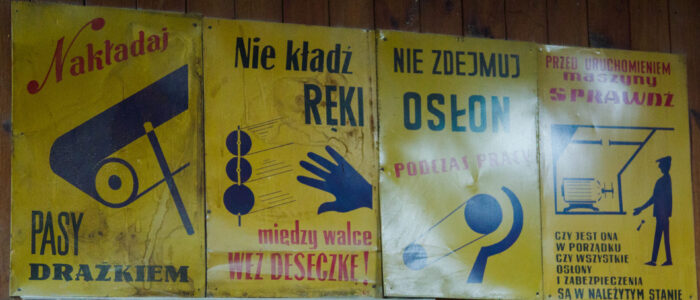 Nakładaj
PASY
DRĄŻKIEM
Nie kładź
RĘKI
między walce
WEŹ DESECZKĘ!
NIE ZDEJMUJ
OSŁON
PODCZAS PRACY
PRZED URUCHOMIENIEM
maszyny
SPRAWDŹ
CZY JEST ONA
W PORZĄDKU
CZY WSZYSTKIE
OSŁONY
I ZABEZPIECZENIA
SĄ W NALEŻYTYM STANIE